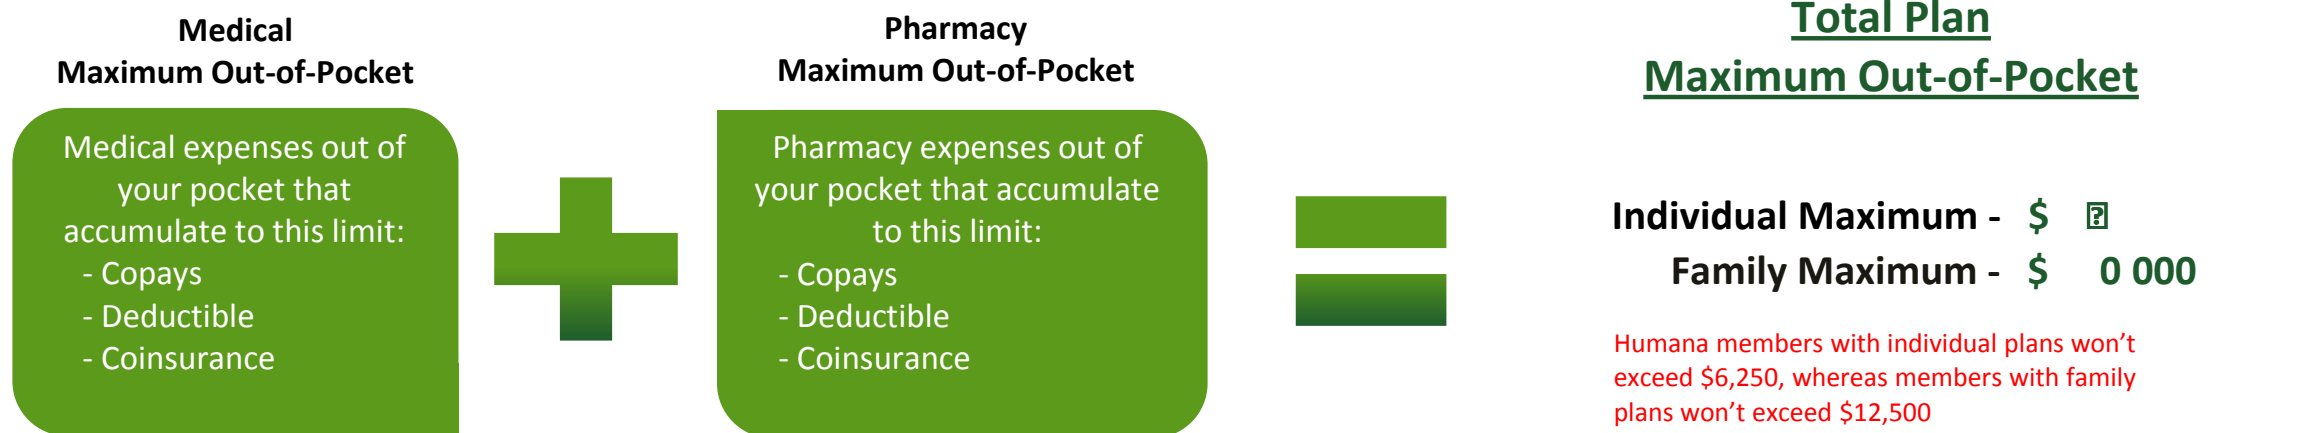 Medical
Maximum Out-of-Pocket
Medical expenses out of
your pocket that
accumulate to this limit:
- Copays
- Deductible
- Coinsurance
Pharmacy
Maximum Out-of-Pocket
Pharmacy expenses out of
your pocket that accumulate
to this limit:
- Copays
- Deductible
- Coinsurance
Total Plan
Maximum Out-of-Pocket
Individual Maximum - $
Family Maximum - $ 0 000
Humana members with individual plans won’t
exceed $6,250, whereas members with family
plans won’t exceed $12,500